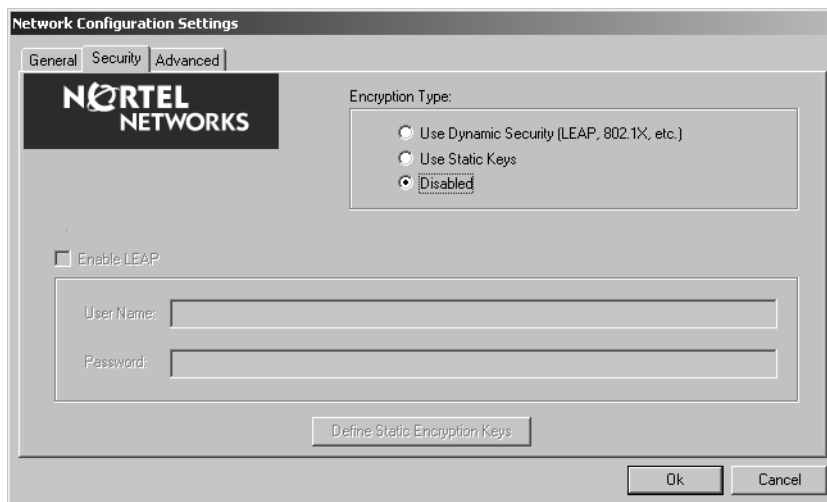 Network Configuration Settings
General Security Advanced
NORTEL
NETWORKS
Encryption Type:
Use Dynamic Security (LEAP, 802.1X, etc.)
Use Static Keys
Disabled
Enable LEAP
User Name:
Password:
Define Static Encryption Keys
Ok Cancel